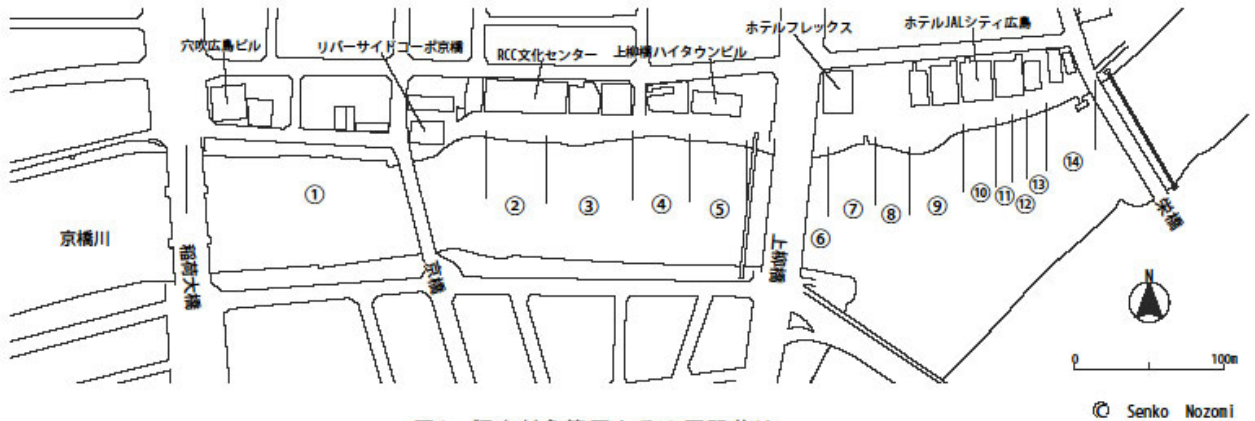 穴吹広島ビル
リバーサイドコーポ京橋
RCC文化センター
上柳橋ハイタウンビル
ホテルフレックス
ホテルJALシティ広島
①
②
③
④
⑤
⑥
⑦
⑧
⑨
⑩
⑪
⑫
⑬
⑭
京橋川
稲荷大橋
京橋
上柳橋
栄橋
N
0 100m
© Senko Nozomi